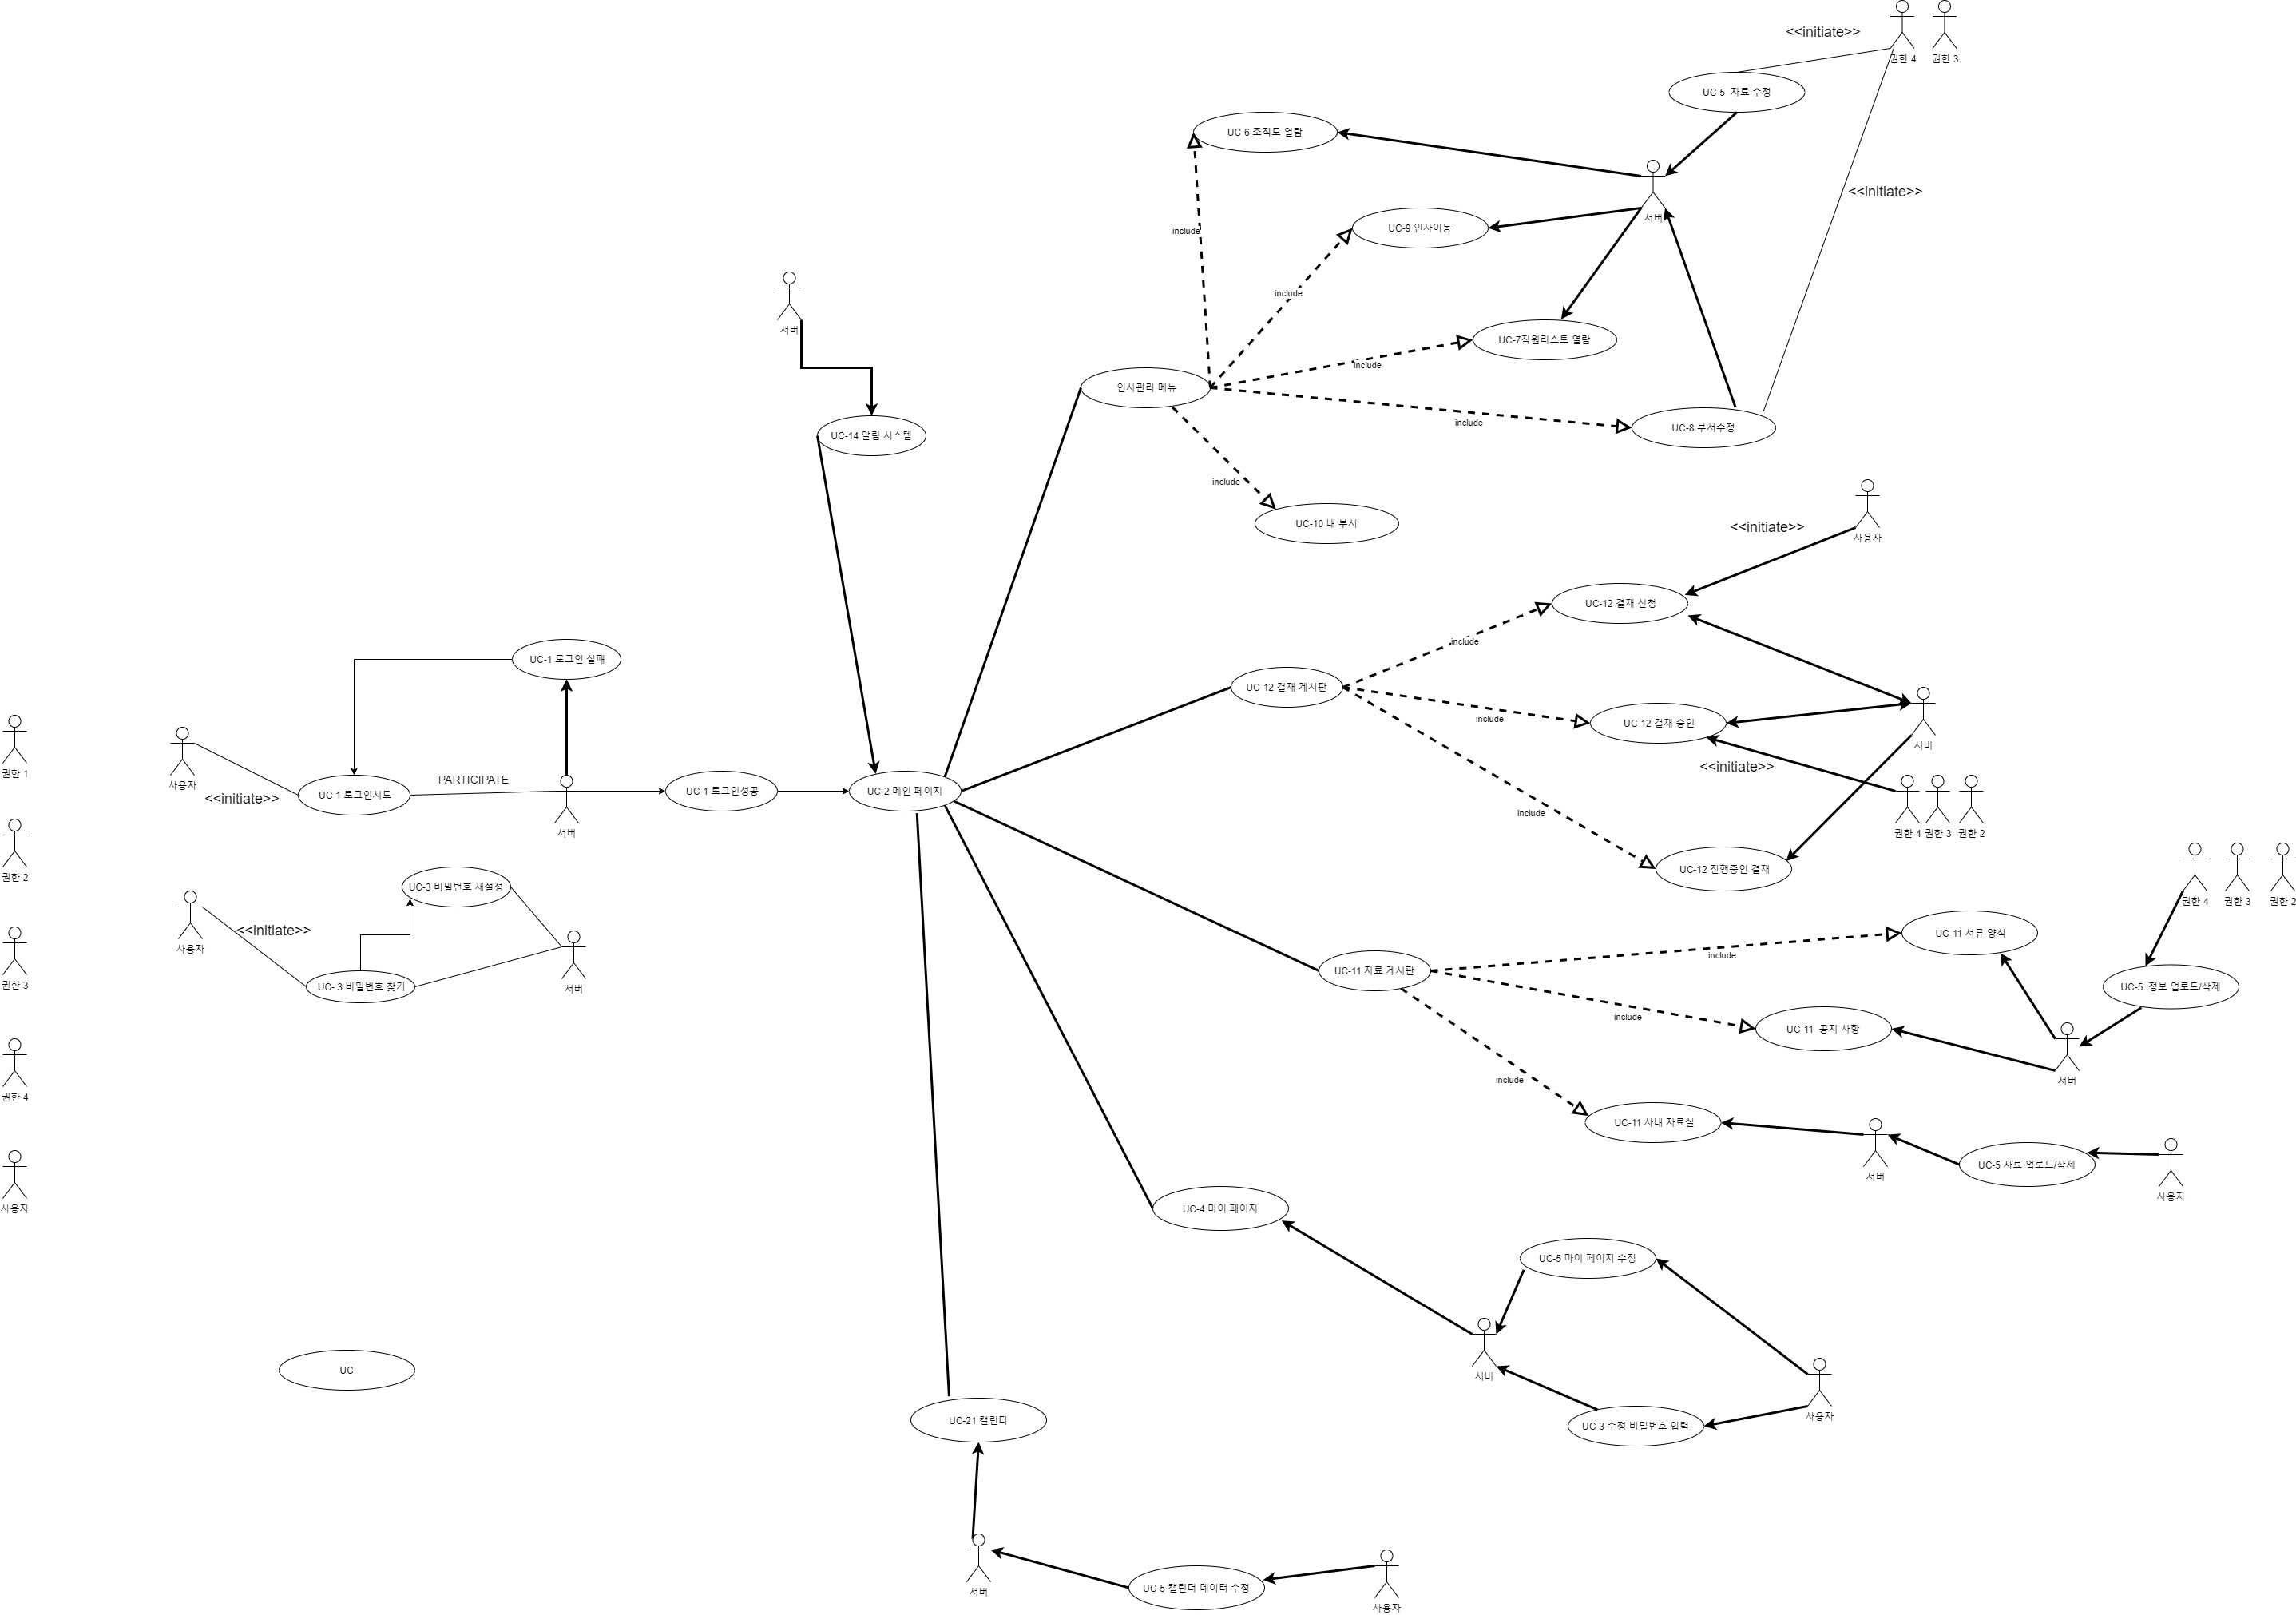 <<initiate>>
권한 4
권한 3
UC-5 자료 수정
UC-6 조직도 열람
<<initiate>>
서버
UC-9 인사이동
include
include
서버
UC-7직원리스트 열람
include
인사관리 메뉴
include
UC-8 부서수정
UC-14 알림 시스템
include
UC-10 내 부서
<<initiate>>
사용자
UC-12 결재 신청
include
UC-1 로그인 실패
UC-12 결재 게시판
include
UC-12 결재 승인
서버
권한 1
사용자
<<initiate>>
UC-1 로그인시도
PARTICIPATE
서버
UC-1 로그인성공
UC-2 메인 페이지
<<initiate>>
include
권한 4
권한 3
권한 2
UC-12 진행중인 결재
권한 2
UC-3 비밀번호 재설정
권한 4
권한 3
권한 2
사용자
<<initiate>>
UC-11 서류 양식
include
UC-11 자료 게시판
권한 3
UC- 3 비밀번호 찾기
서버
UC-5 정보 업로드/삭제
include
UC-11 공지 사항
서버
include
권한 4
UC-11 사내 자료실
서버
UC-5 자료 업로드/삭제
사용자
사용자
UC-4 마이 페이지
UC-5 마이 페이지 수정
UC
서버
사용자
UC-21 캘린더
UC-3 수정 비밀번호 입력
서버
UC-5 캘린더 데이터 수정
사용자